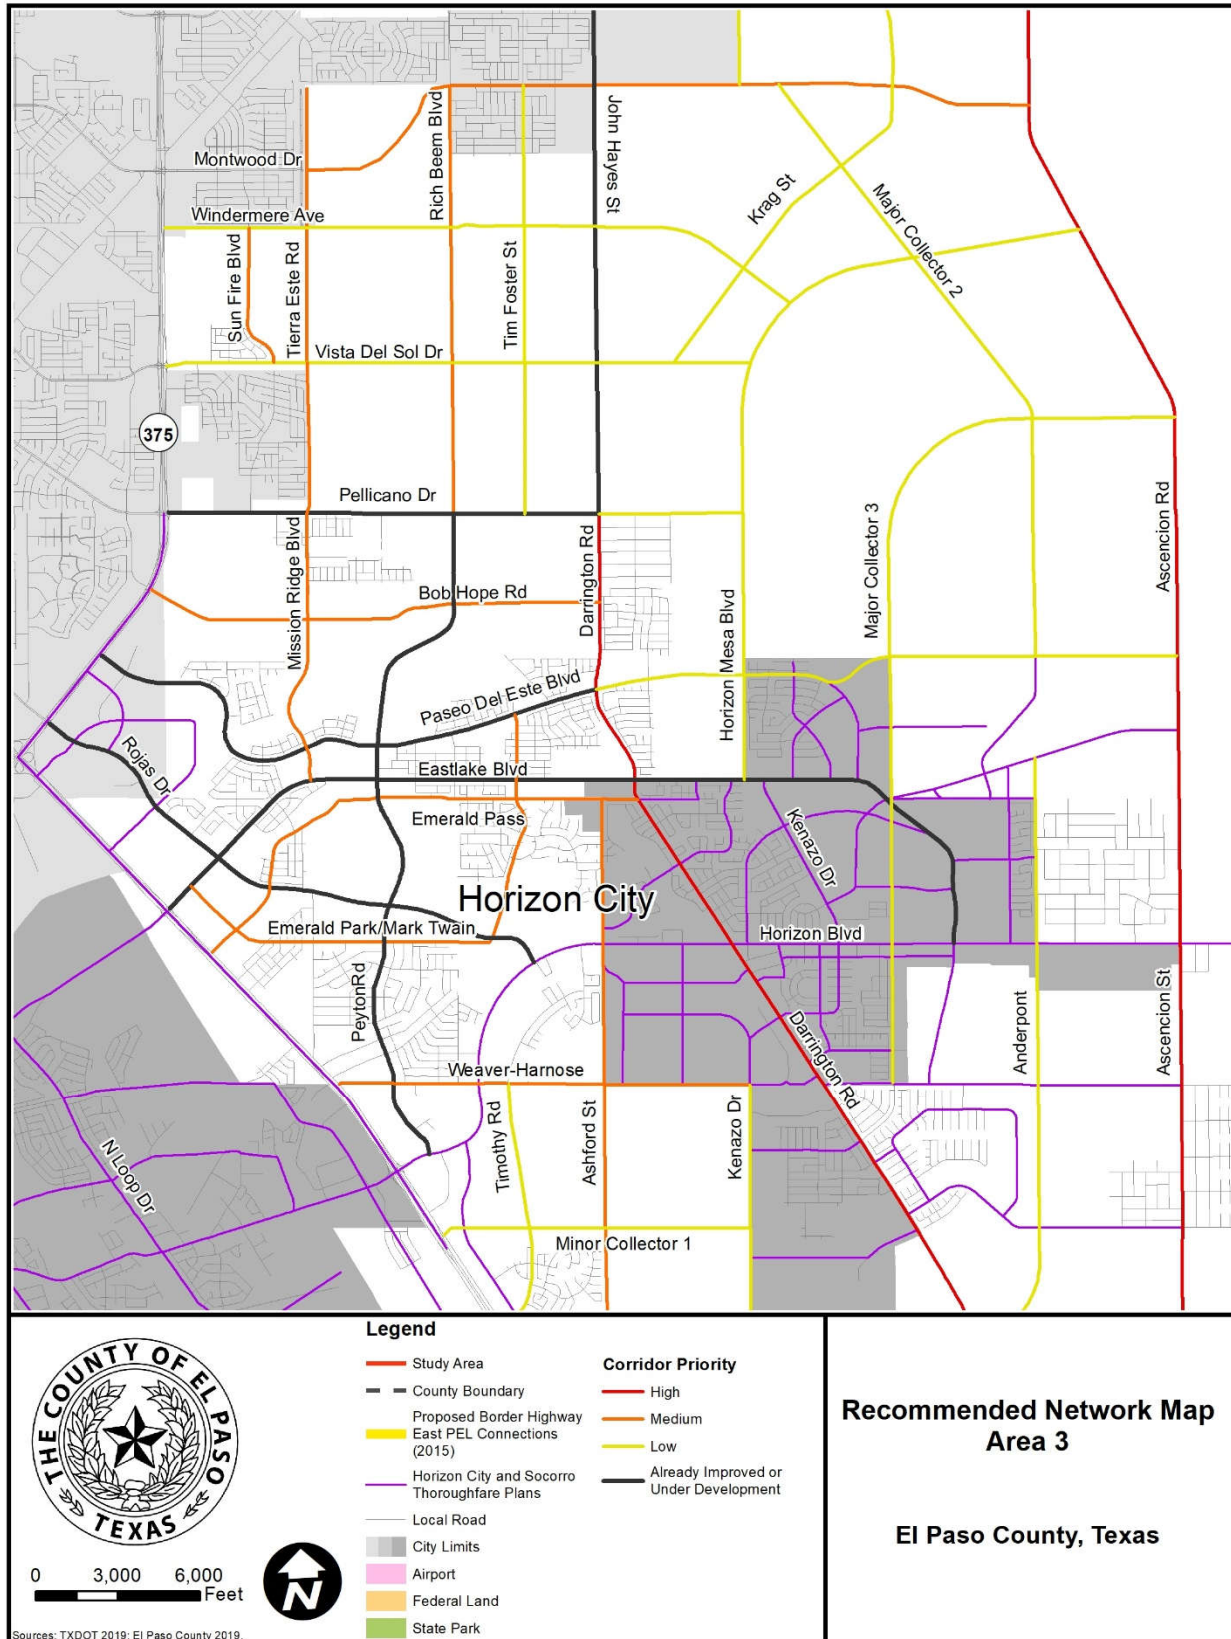 Montwood Dr
Rich Beem Blvd
John Hayes St
Windermere Ave
Krag St
Major Collector 2
Sun Fire Blvd
Tierra Este Rd
Tim Foster St
Vista Del Sol Dr
375
Pellicano Dr
Mission Ridge Blvd
Bob Hope Rd
Darrington Rd
Horizon Mesa Blvd
Major Collector 3
Ascencion Rd
Paseo Del Este Blvd
Rojas Dr
Eastlake Blvd
Emerald Pass
Kenazo Dr
Horizon City
Emerald Park/Mark Twain
Horizon Blvd
PeytonRd
Anderpont
Ascencion St
Weaver-Harnose
Darrington Rd
Timothy Rd
Ashford St
Kenazo Dr
N Loop Dr
Minor Collector 1
THE COUNTY OF EL PASO
TEXAS
0 3,000 6,000
Feet
N
Sources: TXDOT 2019; El Paso County 2019.
Legend
Study Area
County Boundary
Proposed Border Highway
East PEL Connections
(2015)
Horizon City and Socorro
Thoroughfare Plans
Local Road
City Limits
Airport
Federal Land
State Park
Corridor Priority
High
Medium
Low
Already Improved or
Under Development
Recommended Network Map
Area 3
El Paso County, Texas